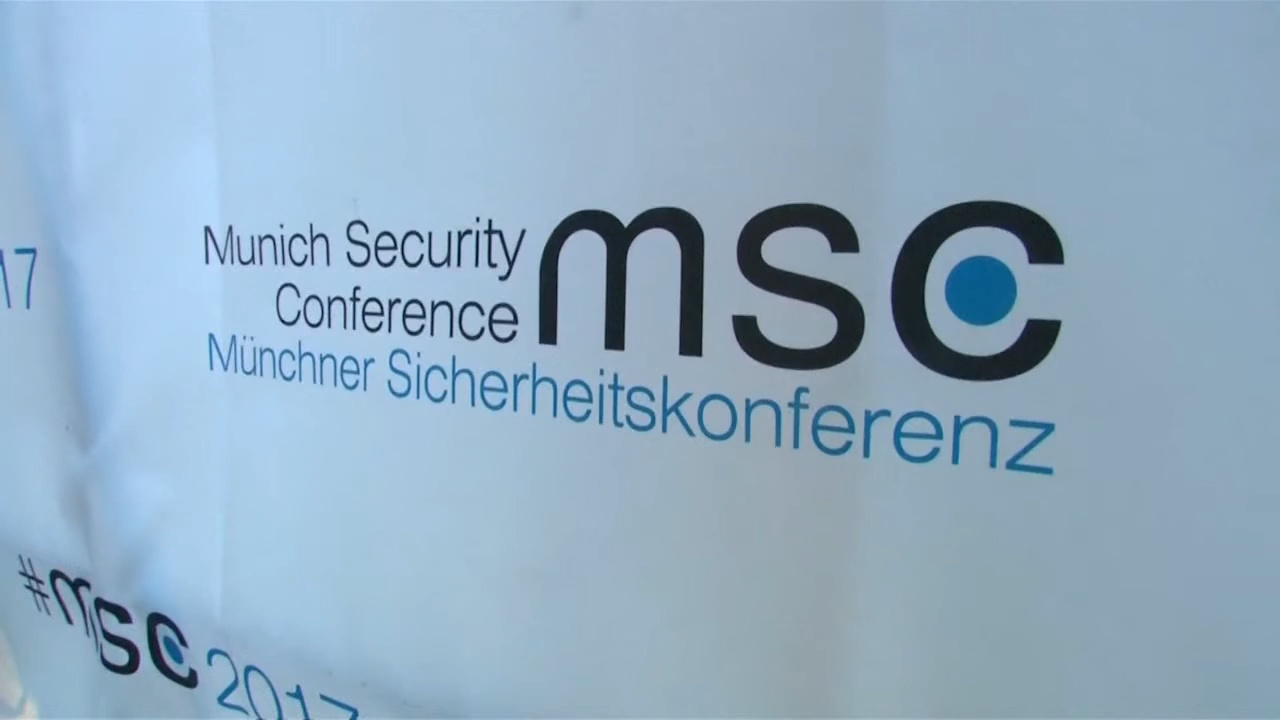 17
Munich Security
Conference
msc
Münchner Sicherheitskonferenz
#msc 2017